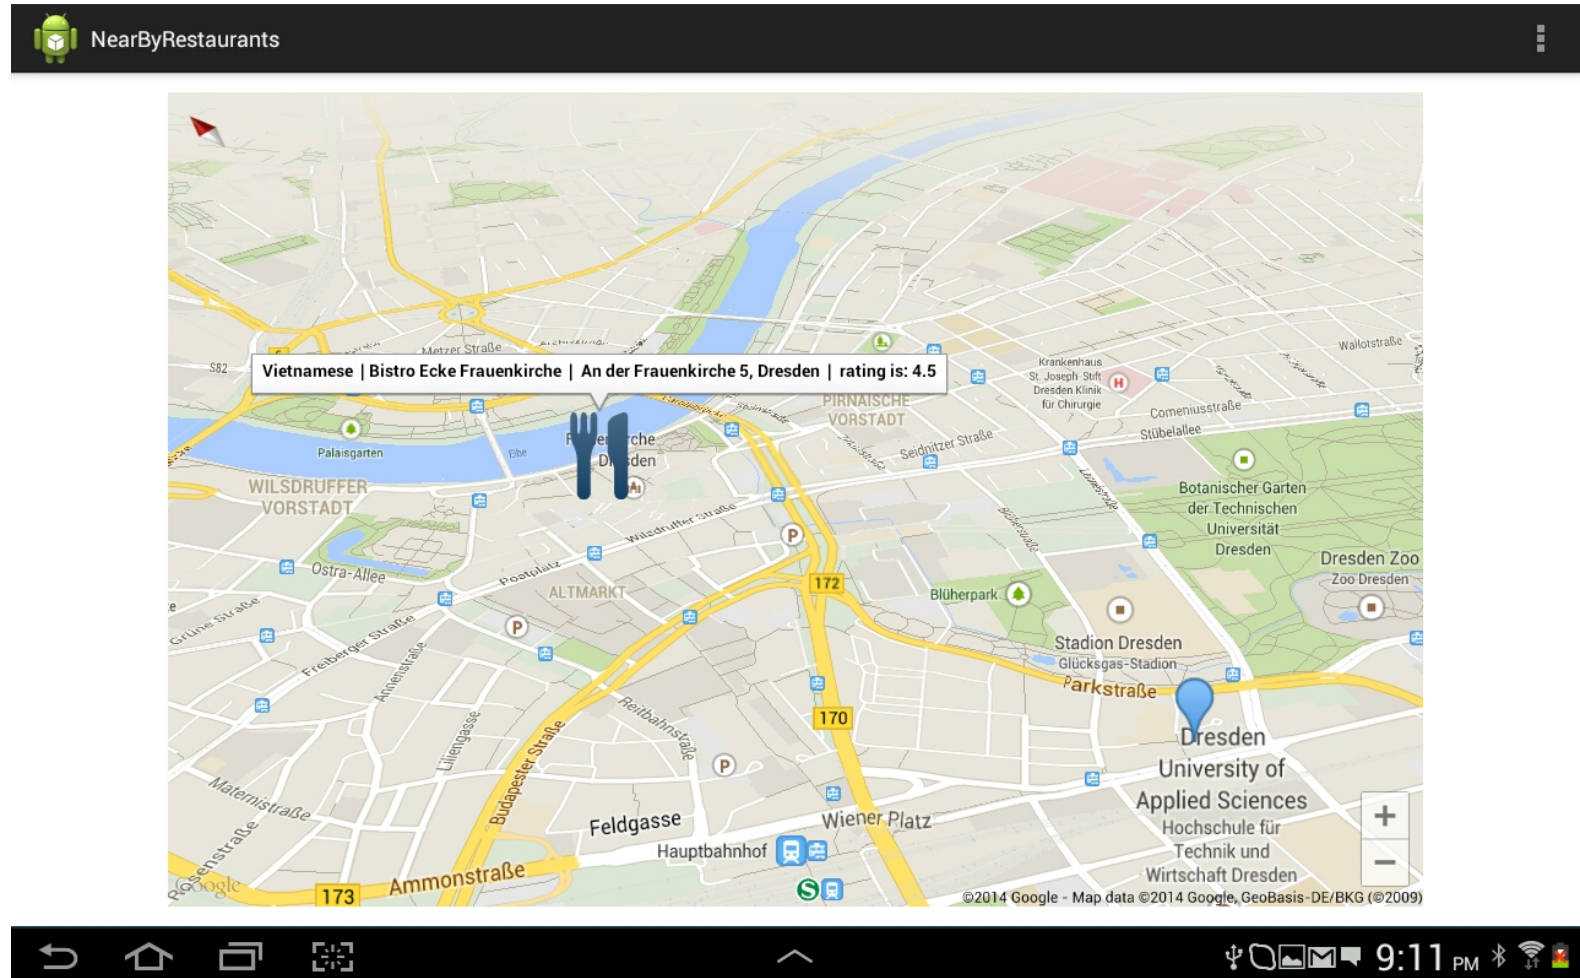 NearByRestaurants
Wallotstraße
Metzer Straße
S82
Vietnamese | Bistro Ecke Frauenkirche | An der Frauenkirche 5, Dresden | rating is: 4.5
Krankenhaus
St. Joseph-Stift
Dresden Klinik
für Chirurgie
H
PIRNAISCHE
VORSTADT
Comeniusstraße
Stübelallee
Seidnitzer Straße
Palaisgarten
Elbe
Dresden
WILSDRUFFER
VORSTADT
Botanischer Garten
der Technischen
Universität
Dresden
Wilsdruffer Straße
P
Blüherstraße
Dresden Zoo
Zoo Dresden
Ostra-Allee
Postplatz
ALTMARKT
172
Blüherpark
Grüne Straße
Freiberger Straße
P
Annenstraße
Stadion Dresden
Glücksgas-Stadion
Parkstraße
Reitbahnstraße
170
Liliengasse
Budapester Straße
P
Dresden
University of
Applied Sciences
Hochschule für
Technik und
Wirtschaft Dresden
Maternistraße
Feldgasse
Wiener Platz
Hauptbahnhof
Rosenstraße
Ammonstraße
173
S
Google
+
−
©2014 Google - Map data ©2014 Google, GeoBasis-DE/BKG (©2009)
9:11 PM